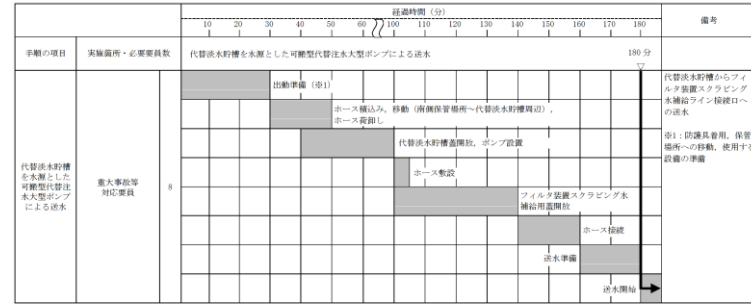 経過時間（分）
備考
10 20 30 40 50 60 100 110 120 130 140 150 160 170 180
手順の項目 実施箇所・必要要員数 代替淡水貯槽を水源とした可搬型代替注水大型ポンプによる送水
180 分
代替淡水貯槽
を水源とした
可搬型代替注
水大型ポンプ
による送水
重大事故等
対応要員
8
出動準備（※1）
ホース積込み，移動（南側保管場所～代替淡水貯槽周辺），
ホース荷卸し
代替淡水貯槽蓋開放，ポンプ設置
ホース敷設
フィルタ装置スクラビング水
補給用蓋開放
ホース接続
送水準備
送水開始
代替淡水貯槽からフィ
ルタ装置スクラビング
水補給ライン接続口へ
の送水
※1：防護具着用，保管
場所への移動，使用する
設備の準備